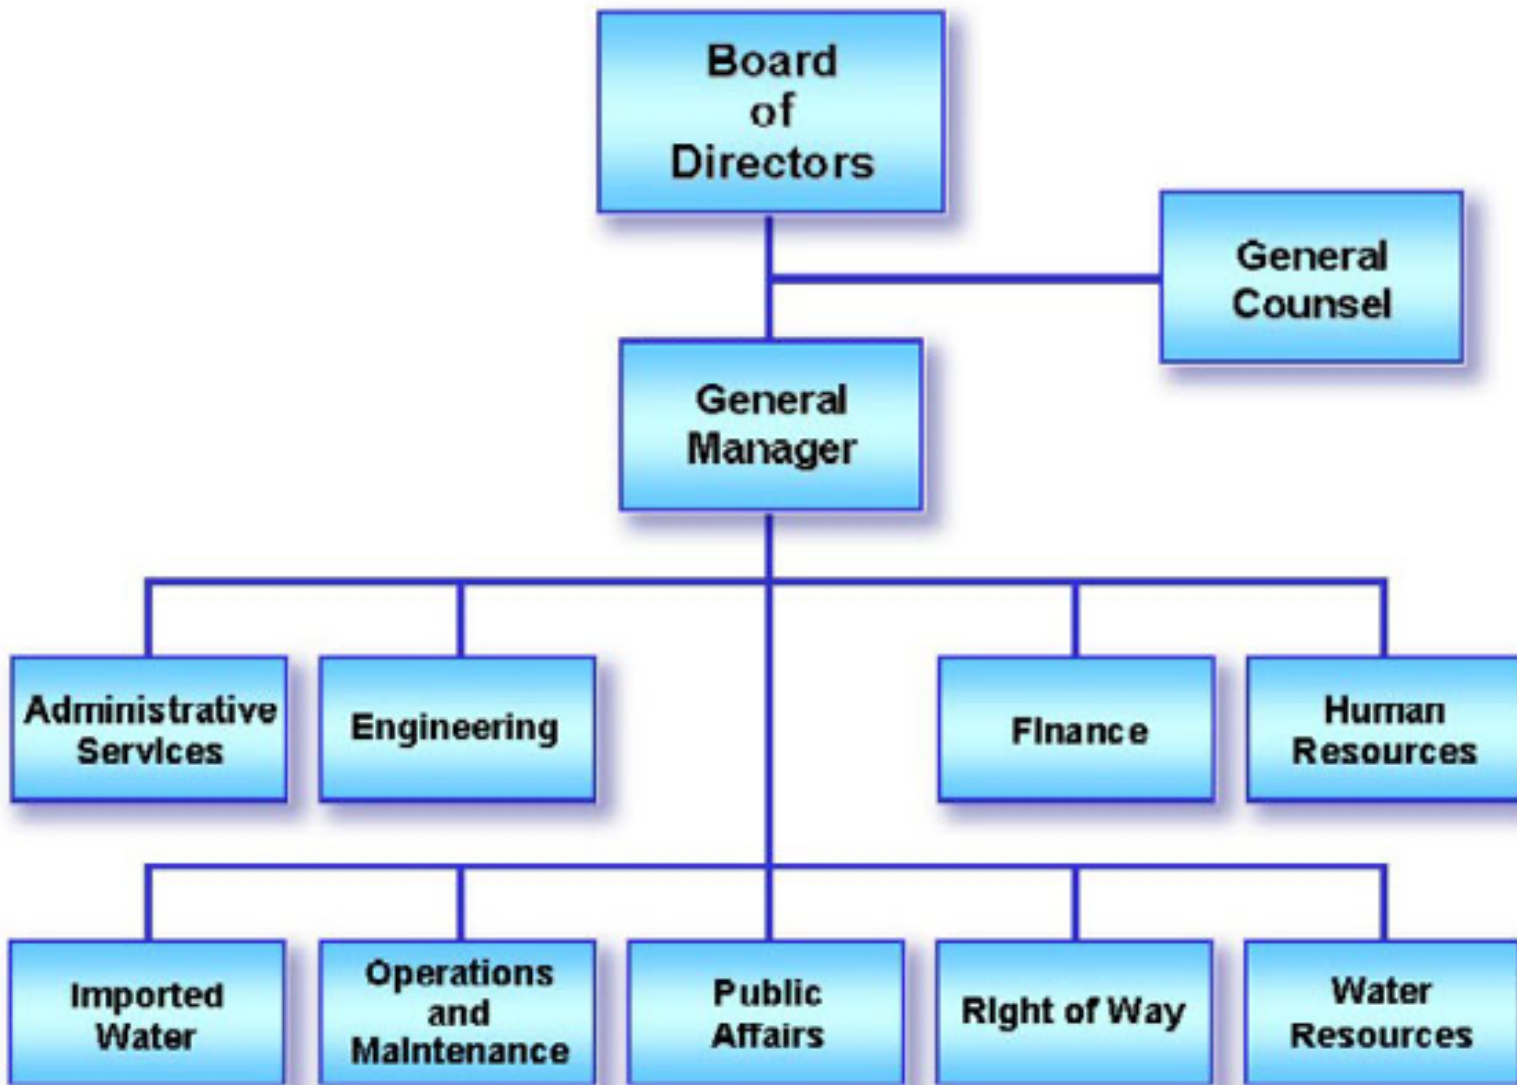 Board
of
Directors
General
Counsel
General
Manager
Administrative
Services
Engineering
Finance
Human
Resources
Imported
Water
Operations
and
Maintenance
Public
Affairs
Right of Way
Water
Resources